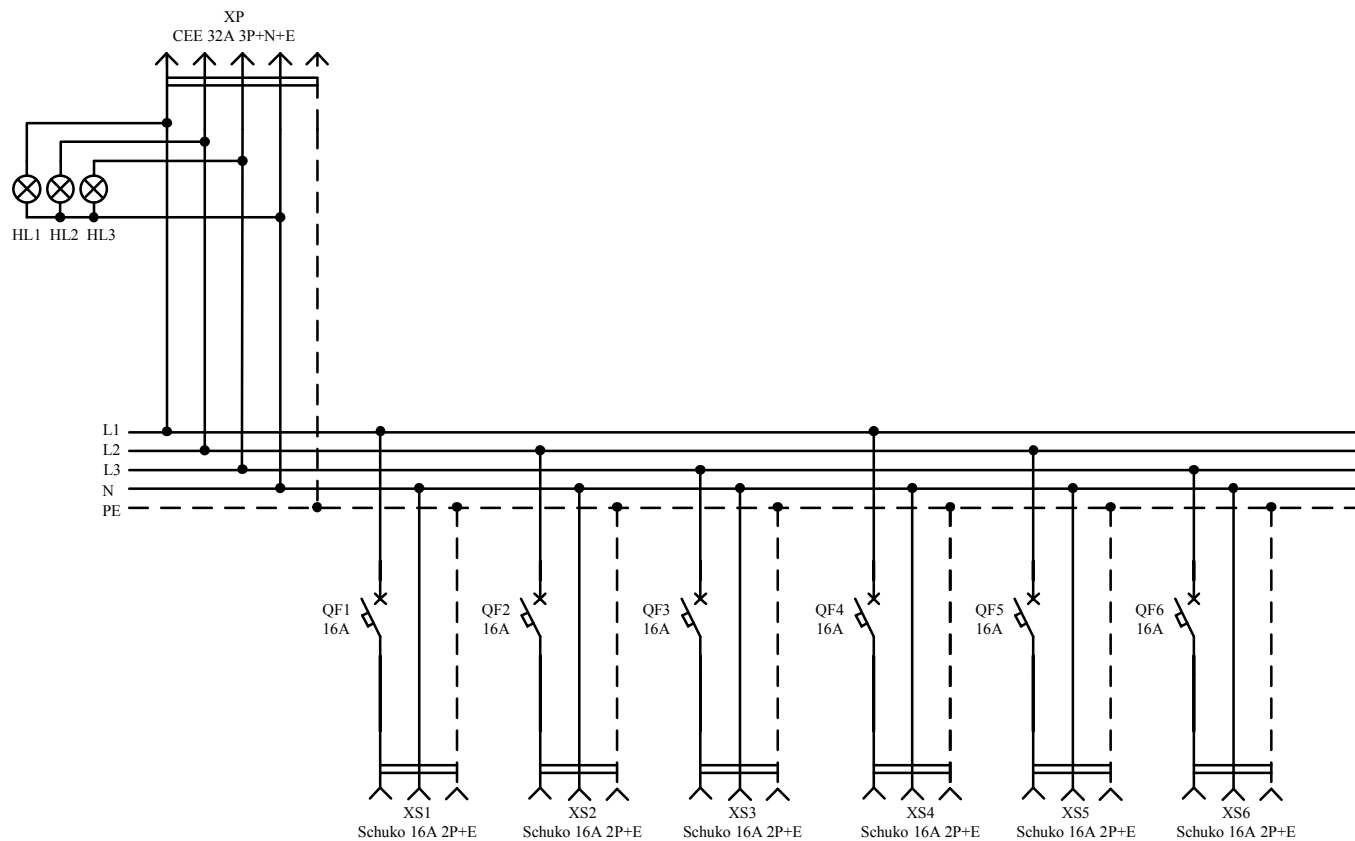 XP
CEE 32A 3P+N+E
HL1 HL2 HL3
L1
L2
L3
N
PE
QF1
16A
QF2
16A
QF3
16A
QF4
16A
QF5
16A
QF6
16A
XS1
Schuko 16A 2P+E
XS2
Schuko 16A 2P+E
XS3
Schuko 16A 2P+E
XS4
Schuko 16A 2P+E
XS5
Schuko 16A 2P+E
XS6
Schuko 16A 2P+E